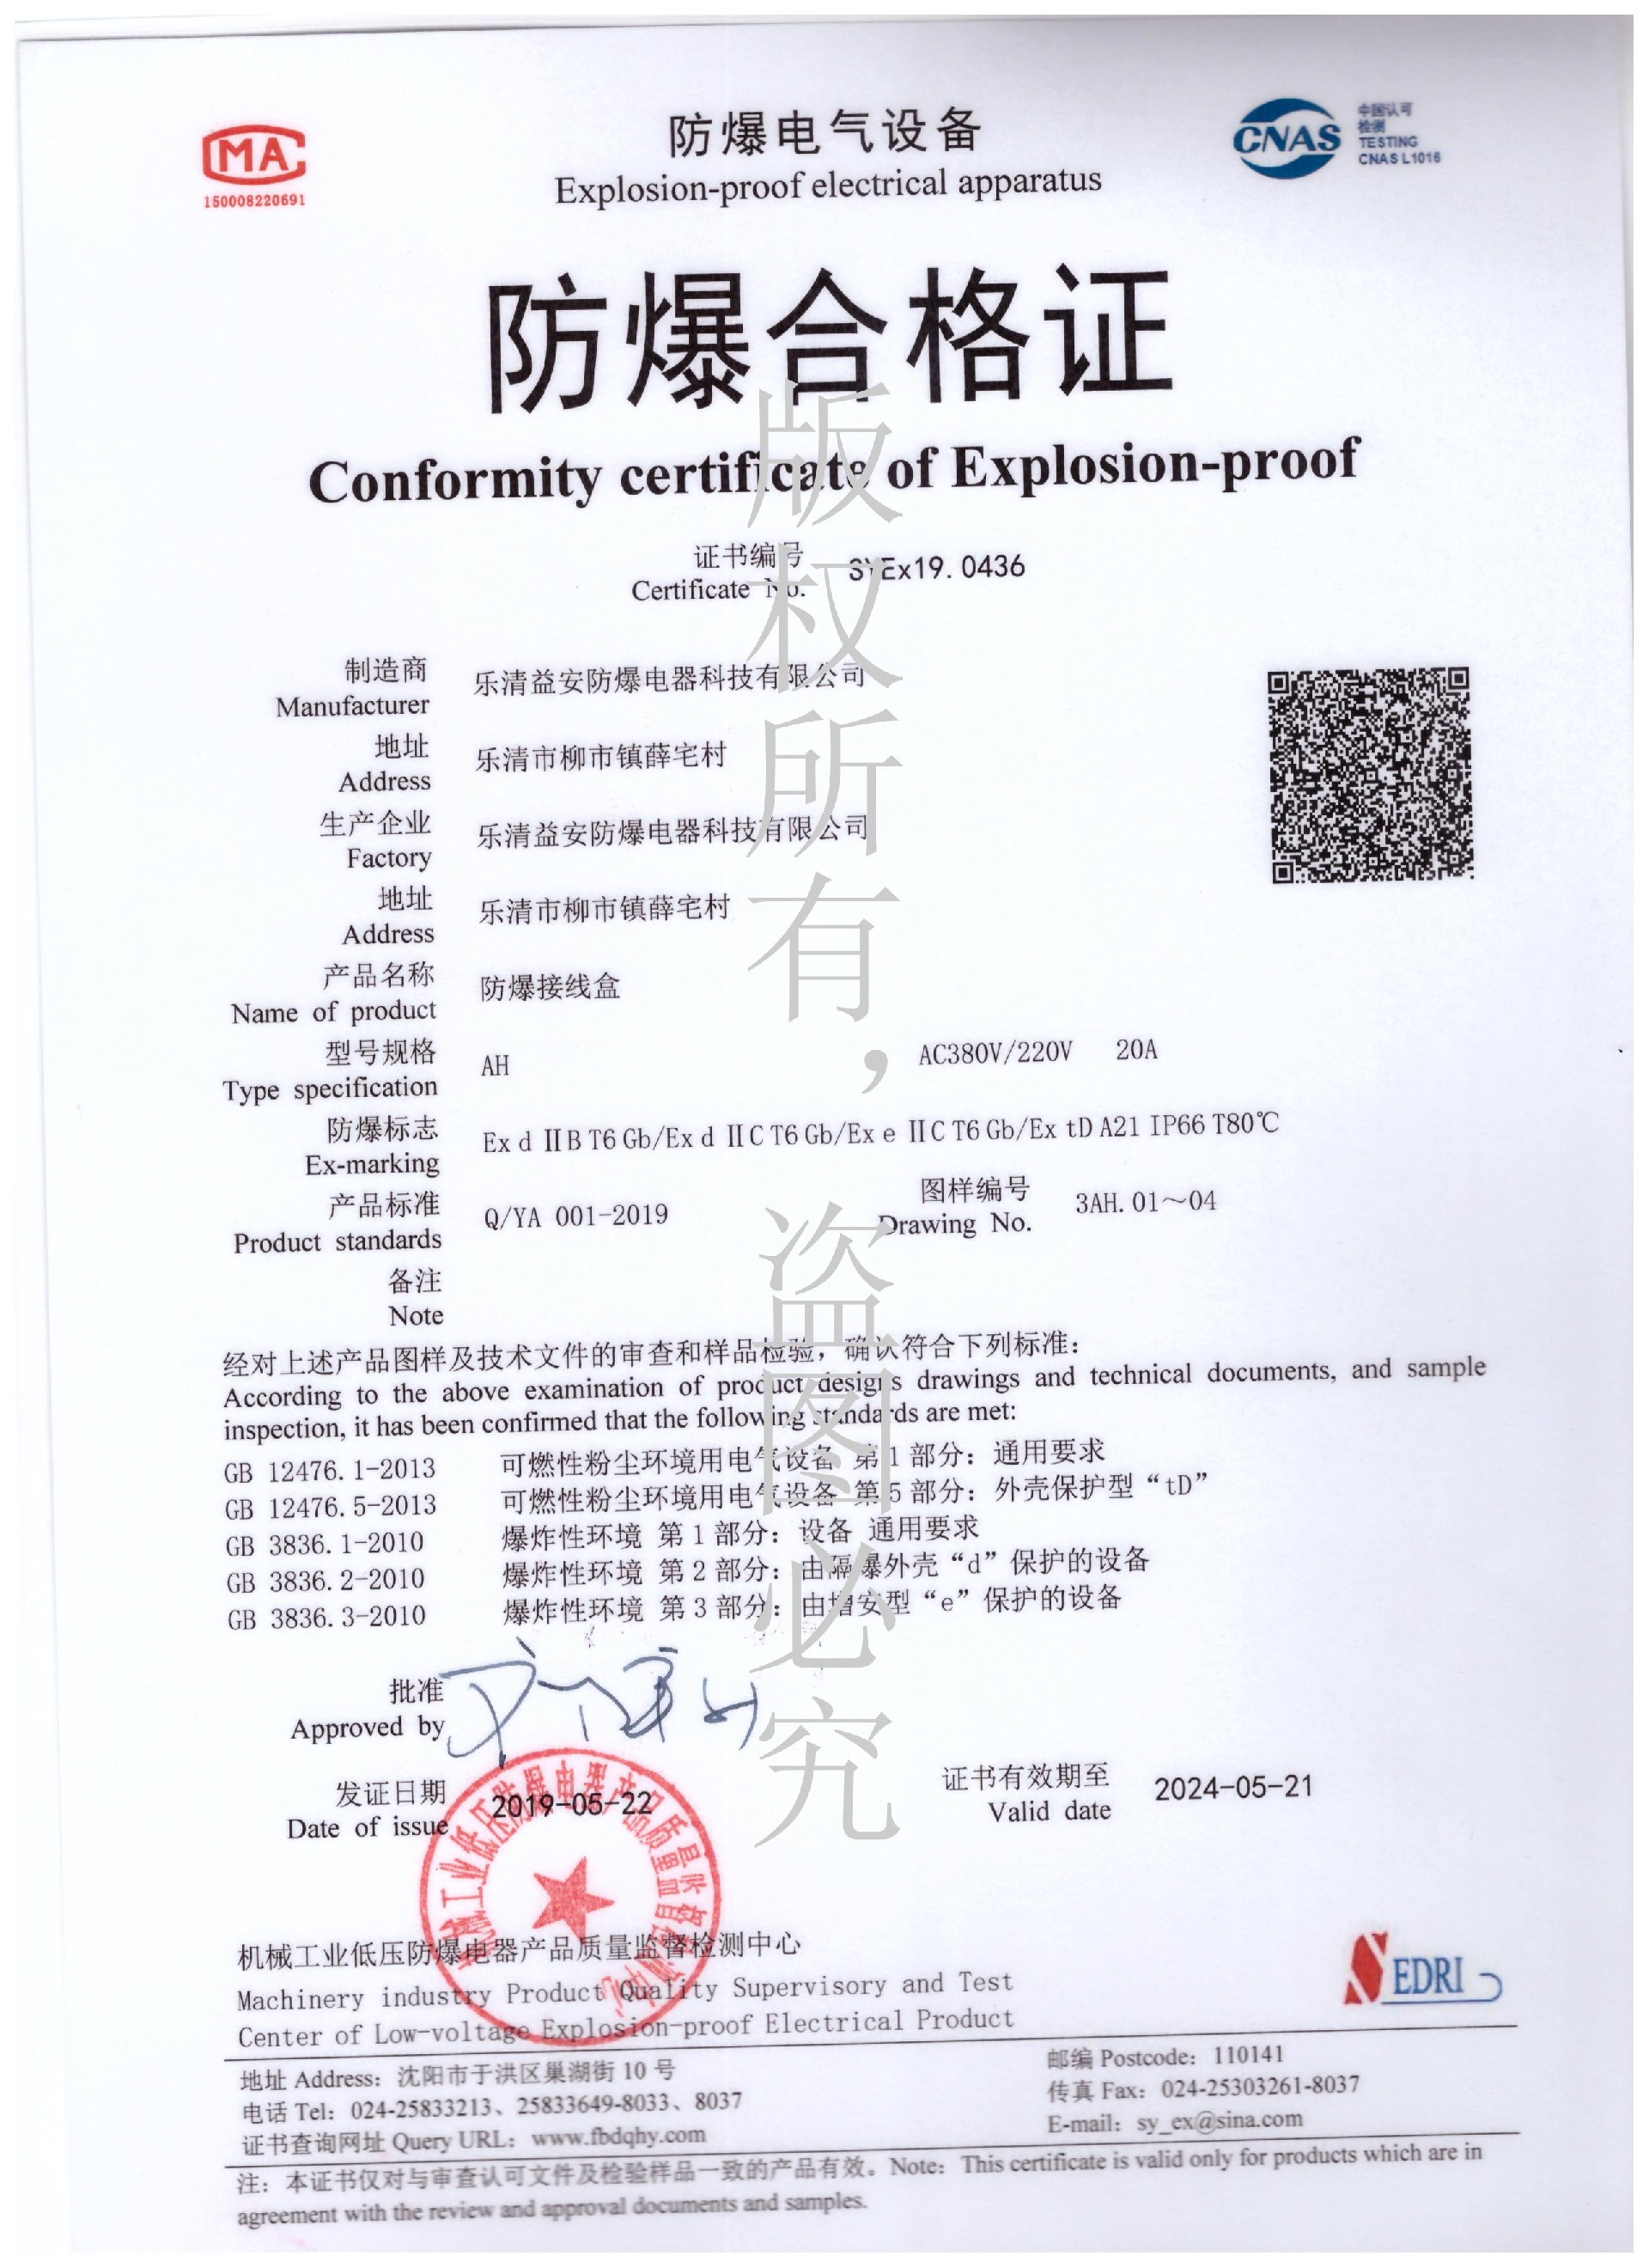 MA
150008220691
防爆电气设备
Explosion-proof electrical apparatus
CNAS
中国认可
检测
TESTING
CNAS L1016
防爆合格证
Conformity certificate of Explosion-proof
证书编号
Certificate No.
SYEx19.0436
制造商
Manufacturer
乐清益安防爆电器科技有限公司
地址
Address
乐清市柳市镇薛宅村
生产企业
Factory
乐清益安防爆电器科技有限公司
地址
Address
乐清市柳市镇薛宅村
产品名称
Name of product
防爆接线盒
型号规格
Type specification
AH
AC380V/220V 20A
防爆标志
Ex-marking
Ex d ⅡB T6 Gb/Ex d ⅡC T6 Gb/Ex e ⅡC T6 Gb/Ex tD A21 IP66 T80℃
产品标准
Product standards
Q/YA 001-2019
图样编号
Drawing No.
3AH.01～04
备注
Note
经对上述产品图样及技术文件的审查和样品检验，确认符合下列标准：
According to the above examination of product designs drawings and technical documents, and sample
inspection, it has been confirmed that the following standards are met:
GB 12476.1-2013 可燃性粉尘环境用电气设备 第1部分：通用要求
GB 12476.5-2013 可燃性粉尘环境用电气设备 第5部分：外壳保护型“tD”
GB 3836.1-2010 爆炸性环境 第1部分：设备 通用要求
GB 3836.2-2010 爆炸性环境 第2部分：由隔爆外壳“d”保护的设备
GB 3836.3-2010 爆炸性环境 第3部分：由增安型“e”保护的设备
批准
Approved by
发证日期
Date of issue
2019-05-22
证书有效期至
Valid date
2024-05-21
机械工业低压防爆电器产品质量监督检测中心
机械工业低压防爆电器产品质量监督检测中心
Machinery industry Product Quality Supervisory and Test
Center of Low-voltage Explosion-proof Electrical Product
SEDRI
地址 Address：沈阳市于洪区巢湖街10号
邮编 Postcode：110141
电话 Tel：024-25833213、25833649-8033、8037
传真 Fax：024-25303261-8037
证书查询网址 Query URL：www.fbdqhy.com
E-mail：sy_ex@sina.com
注：本证书仅对与审查认可文件及检验样品一致的产品有效。Note：This certificate is valid only for products which are in
agreement with the review and approval documents and samples.
版权所有，盗图必究